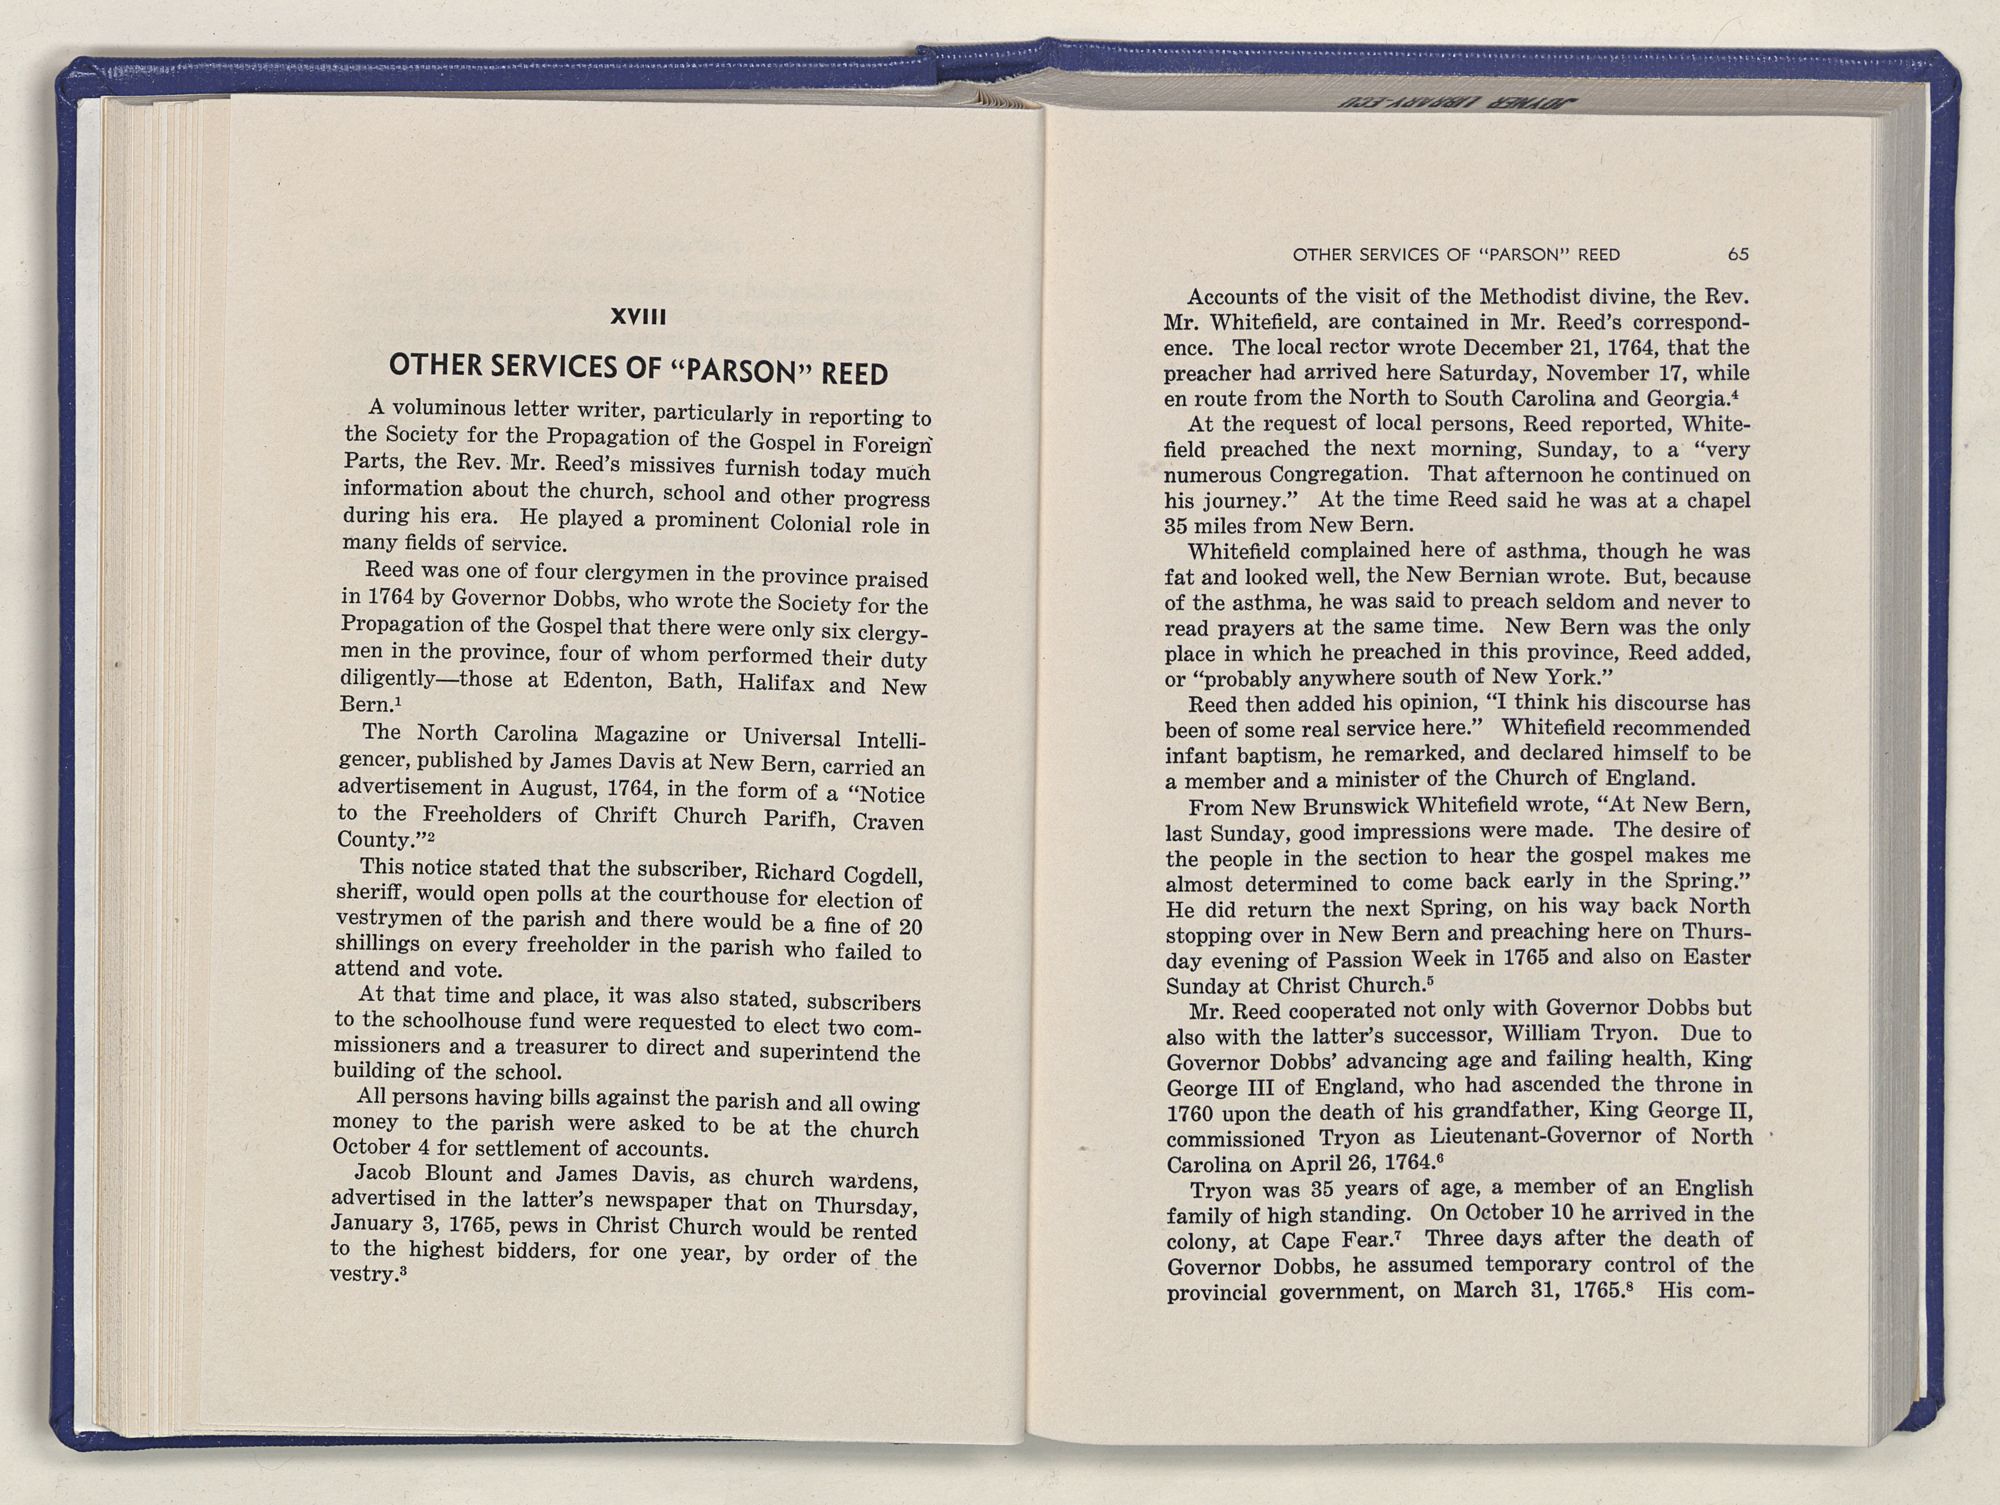 XVIII
OTHER SERVICES OF “PARSON” REED
A voluminous letter writer, particularly in reporting to
the Society for the Propagation of the Gospel in Foreign
Parts, the Rev. Mr. Reed's missives furnish today much
information about the church, school and other progress
during his era. He played a prominent Colonial role in
many fields of service.
Reed was one of four clergymen in the province praised
in 1764 by Governor Dobbs, who wrote the Society for the
Propagation of the Gospel that there were only six clergy-
men in the province, four of whom performed their duty
diligently—those at Edenton, Bath, Halifax and New
Bern.¹
The North Carolina Magazine or Universal Intelli-
gencer, published by James Davis at New Bern, carried an
advertisement in August, 1764, in the form of a “Notice
to the Freeholders of Chrift Church Parifh, Craven
County.”²
This notice stated that the subscriber, Richard Cogdell,
sheriff, would open polls at the courthouse for election of
vestrymen of the parish and there would be a fine of 20
shillings on every freeholder in the parish who failed to
attend and vote.
At that time and place, it was also stated, subscribers
to the schoolhouse fund were requested to elect two com-
missioners and a treasurer to direct and superintend the
building of the school.
All persons having bills against the parish and all owing
money to the parish were asked to be at the church
October 4 for settlement of accounts.
Jacob Blount and James Davis, as church wardens,
advertised in the latter's newspaper that on Thursday,
January 3, 1765, pews in Christ Church would be rented
to the highest bidders, for one year, by order of the
vestry.³
JOYNER LIBRARY-ECU
OTHER SERVICES OF “PARSON” REED 65
Accounts of the visit of the Methodist divine, the Rev.
Mr. Whitefield, are contained in Mr. Reed's correspond-
ence. The local rector wrote December 21, 1764, that the
preacher had arrived here Saturday, November 17, while
en route from the North to South Carolina and Georgia.⁴
At the request of local persons, Reed reported, White-
field preached the next morning, Sunday, to a “very
numerous Congregation. That afternoon he continued on
his journey.” At the time Reed said he was at a chapel
35 miles from New Bern.
Whitefield complained here of asthma, though he was
fat and looked well, the New Bernian wrote. But, because
of the asthma, he was said to preach seldom and never to
read prayers at the same time. New Bern was the only
place in which he preached in this province, Reed added,
or “probably anywhere south of New York.”
Reed then added his opinion, “I think his discourse has
been of some real service here.” Whitefield recommended
infant baptism, he remarked, and declared himself to be
a member and a minister of the Church of England.
From New Brunswick Whitefield wrote, “At New Bern,
last Sunday, good impressions were made. The desire of
the people in the section to hear the gospel makes me
almost determined to come back early in the Spring.”
He did return the next Spring, on his way back North
stopping over in New Bern and preaching here on Thurs-
day evening of Passion Week in 1765 and also on Easter
Sunday at Christ Church.⁵
Mr. Reed cooperated not only with Governor Dobbs but
also with the latter's successor, William Tryon. Due to
Governor Dobbs' advancing age and failing health, King
George III of England, who had ascended the throne in
1760 upon the death of his grandfather, King George II,
commissioned Tryon as Lieutenant-Governor of North
Carolina on April 26, 1764.⁶
Tryon was 35 years of age, a member of an English
family of high standing. On October 10 he arrived in the
colony, at Cape Fear.⁷ Three days after the death of
Governor Dobbs, he assumed temporary control of the
provincial government, on March 31, 1765.⁸ His com-